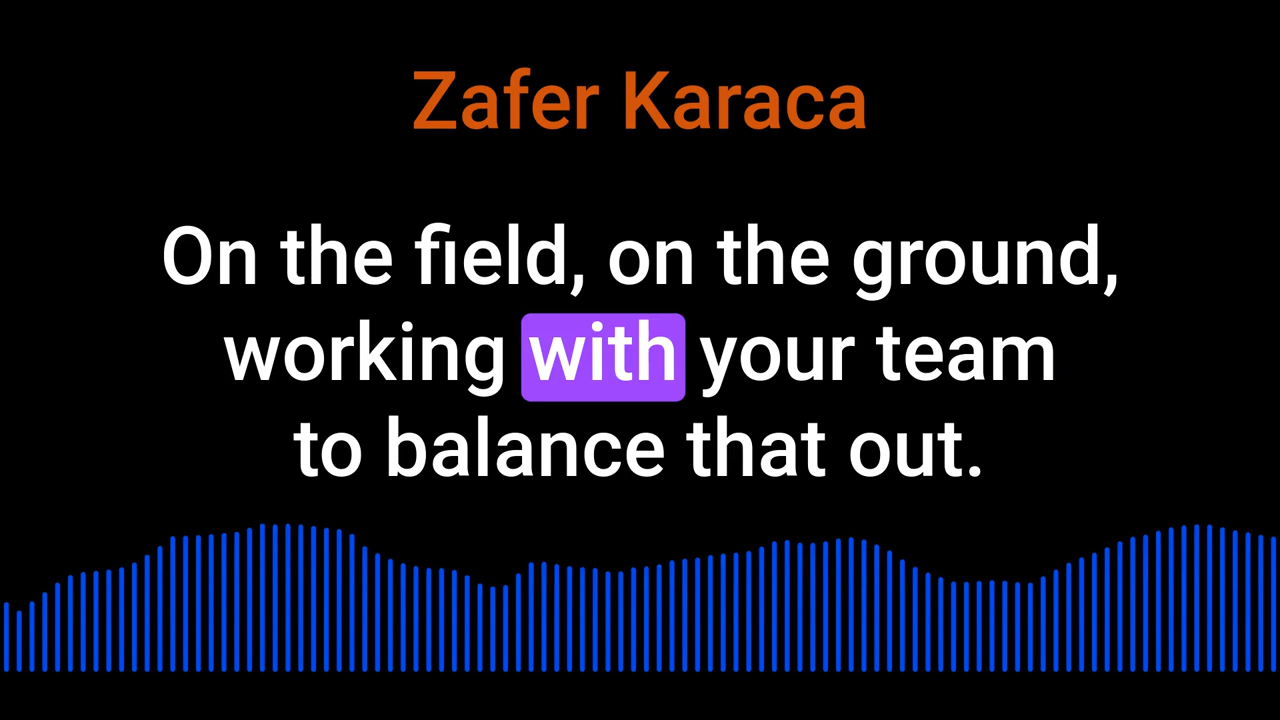 Zafer Karaca
On the field, on the ground,
working with your team
to balance that out.